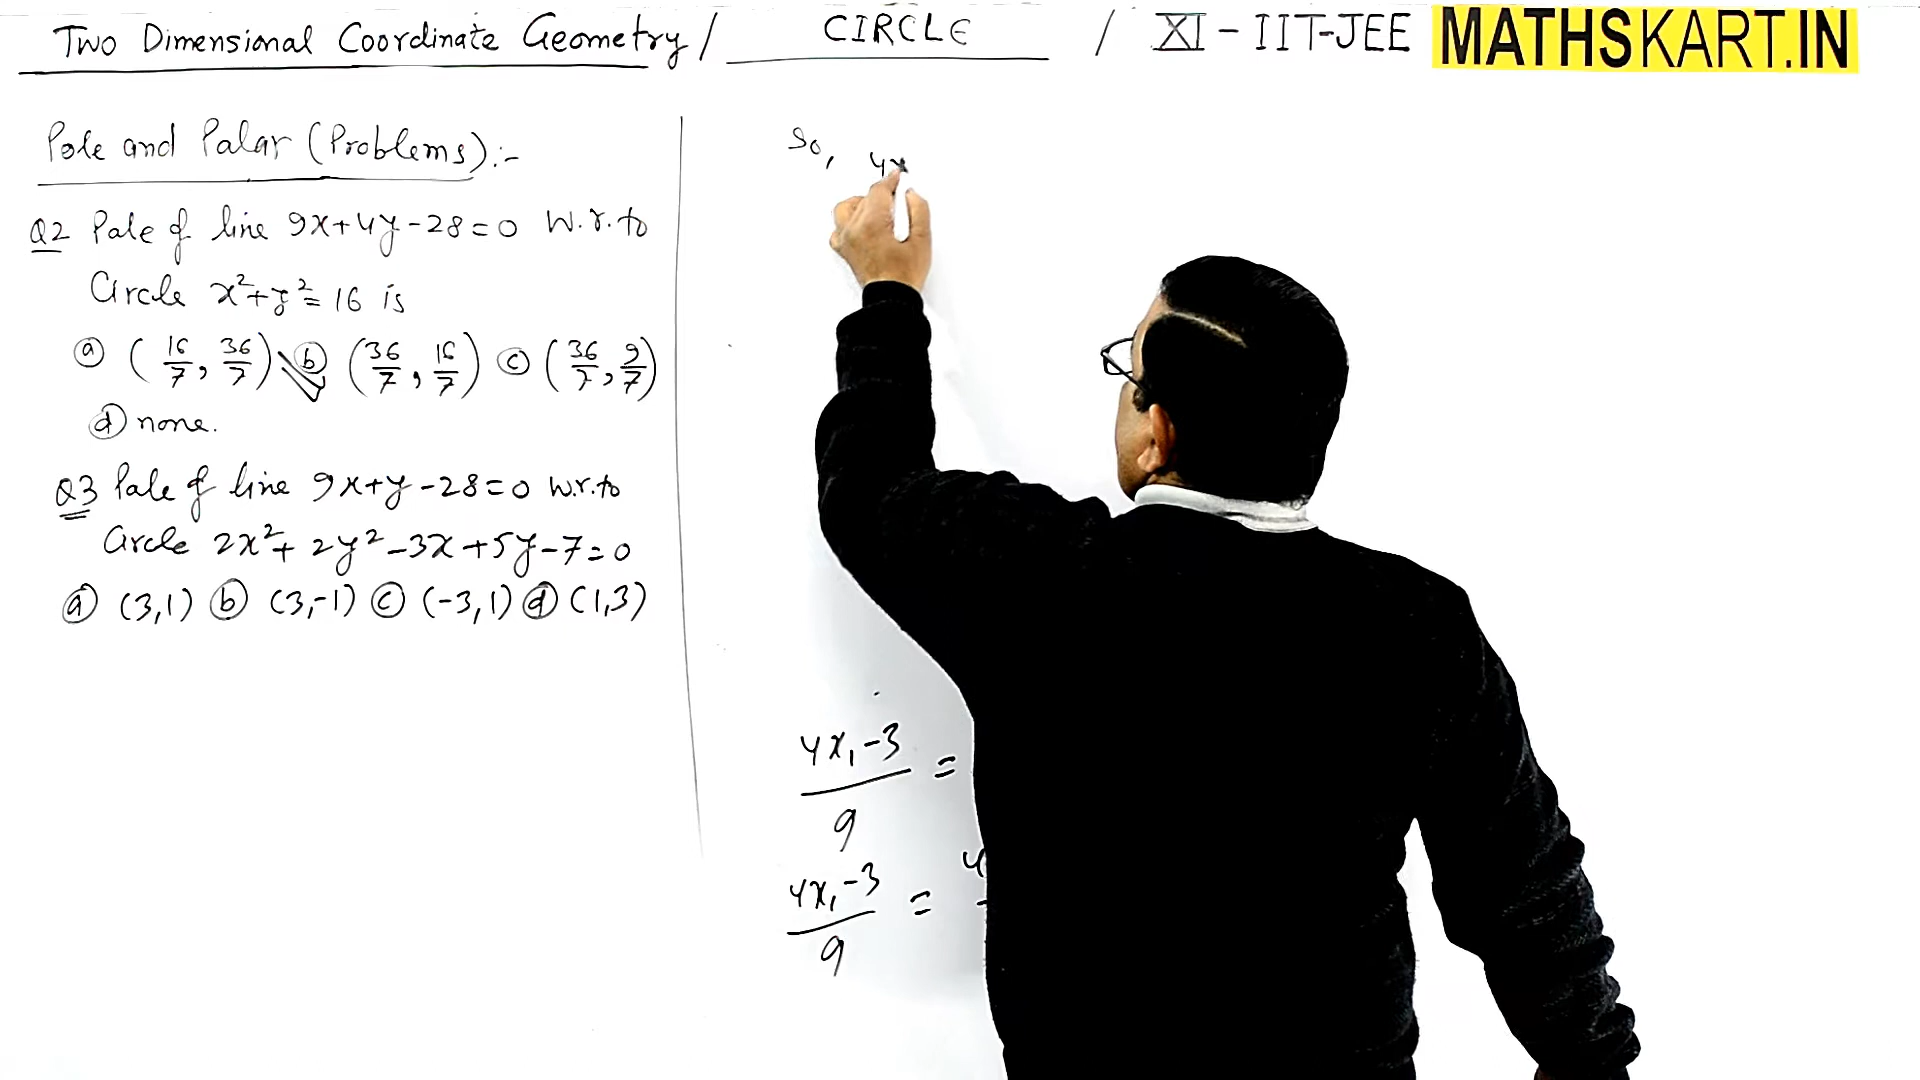 Two Dimensional Coordinate Geometry / CIRCLE / XI - IIT-JEE MATHSKART.IN
Pole and Polar (Problems):-
Q2 Pole of line 9x+4y-28=0 w.r.to
Circle x²+y²=16 is
ⓐ (16/7, 36/7) ⓑ (36/7, 16/7) ⓒ (36/7, 9/7)
ⓓ none.
Q3 Pole of line 9x+y-28=0 w.r.to
Circle 2x²+2y²-3x+5y-7=0
ⓐ (3,1) ⓑ (3,-1) ⓒ (-3,1) ⓓ (1,3)
So, 4x
(4x₁-3)/9 =
(4x₁-3)/9 =